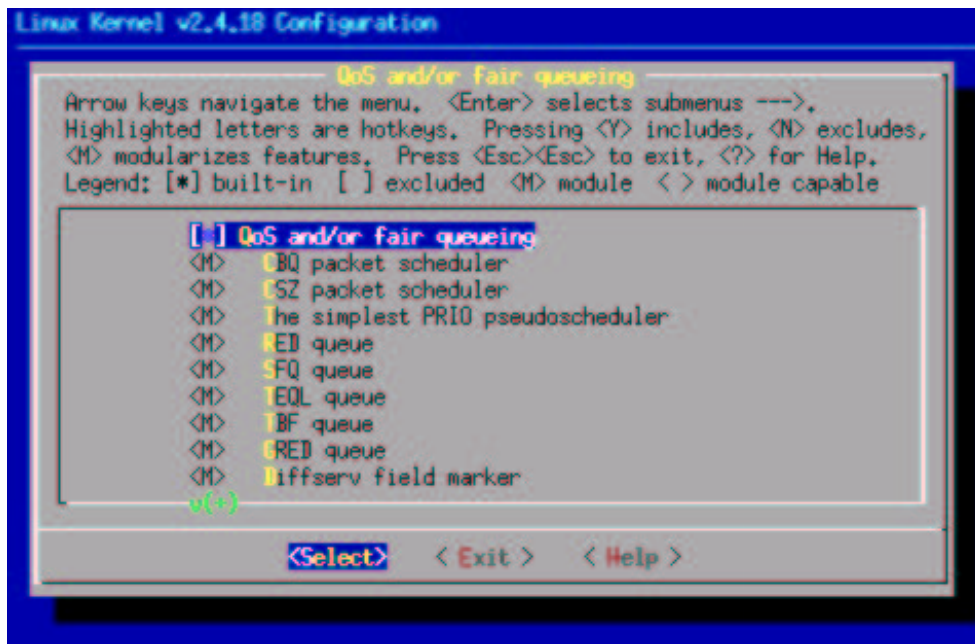 Linux Kernel v2.4.18 Configuration
QoS and/or fair queueing
Arrow keys navigate the menu. <Enter> selects submenus --->.
Highlighted letters are hotkeys. Pressing <Y> includes, <N> excludes,
<M> modularizes features. Press <Esc><Esc> to exit, <?> for Help.
Legend: [*] built-in [ ] excluded <M> module < > module capable
[*] QoS and/or fair queueing
<M> CBQ packet scheduler
<M> CSZ packet scheduler
<M> The simplest PRIO pseudoscheduler
<M> RED queue
<M> SFQ queue
<M> TEQL queue
<M> TBF queue
<M> GRED queue
<M> Diffserv field marker
v(+)
<Select> < Exit > < Help >